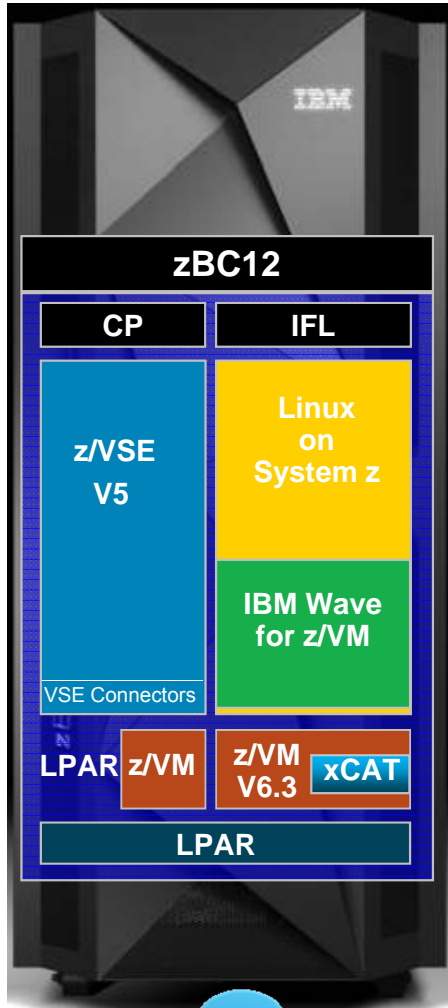 IBM
zBC12
CP
IFL
z/VSE
V5
VSE Connectors
Linux
on
System z
IBM Wave
for z/VM
LPAR
z/VM
z/VM
V6.3
xCAT
LPAR